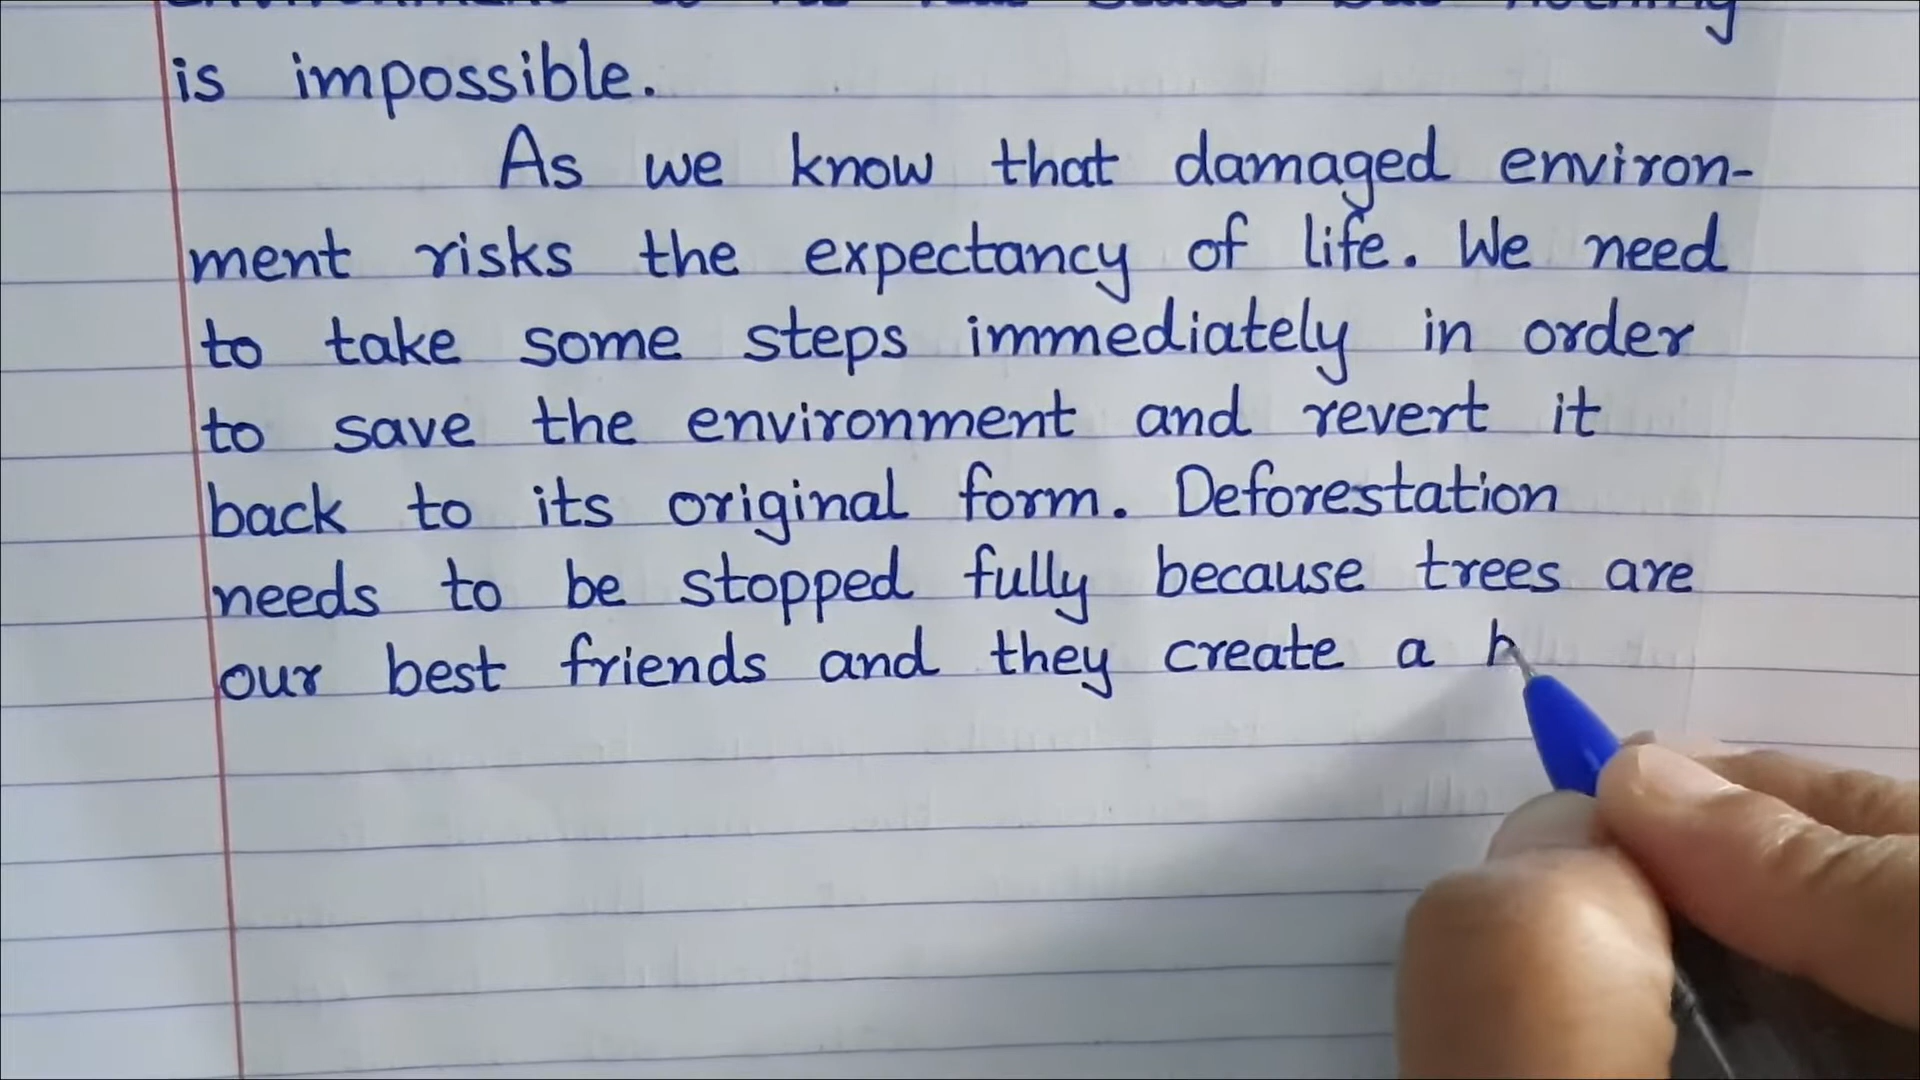 nothing
is impossible.
As we know that damaged environ-
ment risks the expectancy of life. We need
to take some steps immediately in order
to save the environment and revert it
back to its original form. Deforestation
needs to be stopped fully because trees are
our best friends and they create a h